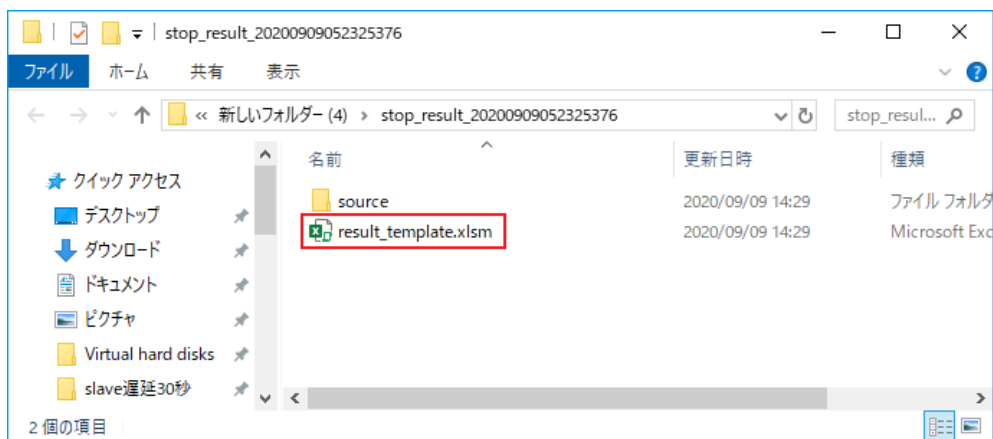 stop_result_20200909052325376
ファイル ホーム 共有 表示
« 新しいフォルダー (4) › stop_result_20200909052325376 stop_resul...
名前 更新日時 種類
クイック アクセス
source 2020/09/09 14:29 ファイル フォルダ
デスクトップ
result_template.xlsm 2020/09/09 14:29 Microsoft Exc
ダウンロード
ドキュメント
ピクチャ
Virtual hard disks
slave遅延30秒
2 個の項目